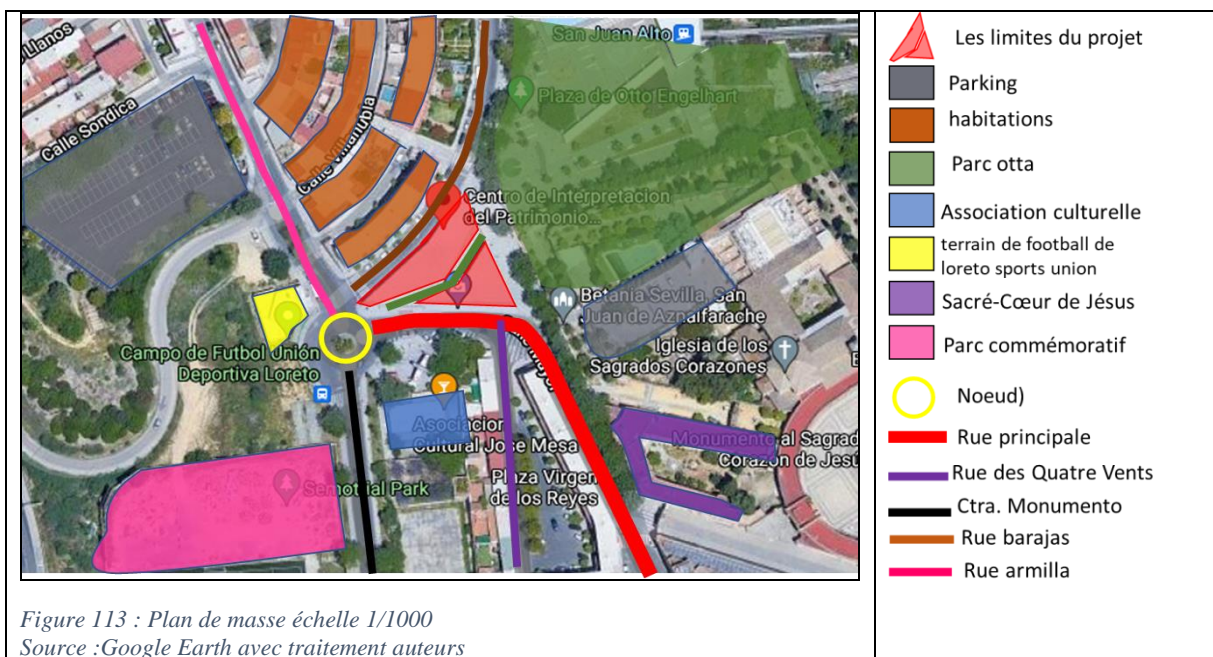 Llanos
San Juan Alto
Plaza de Otto Engelhart
Calle Sondica
Calle Villanubla
Centro de Interpretacion
del Patrimonio...
Betania Sevilla, San
Juan de Aznalfarache
Iglesia de los
Sagrados Corazones
Campo de Futbol Unión
Deportiva Loreto
Asociacion
Cultural Jose Mesa
Monumento al Sagrad
Corazón de Jesú
Plaza Virgen
de los Reyes
Semorial Park
Les limites du projet
Parking
habitations
Parc otta
Association culturelle
terrain de football de
loreto sports union
Sacré-Cœur de Jésus
Parc commémoratif
Noeud)
Rue principale
Rue des Quatre Vents
Ctra. Monumento
Rue barajas
Rue armilla
Figure 113 : Plan de masse échelle 1/1000
Source :Google Earth avec traitement auteurs